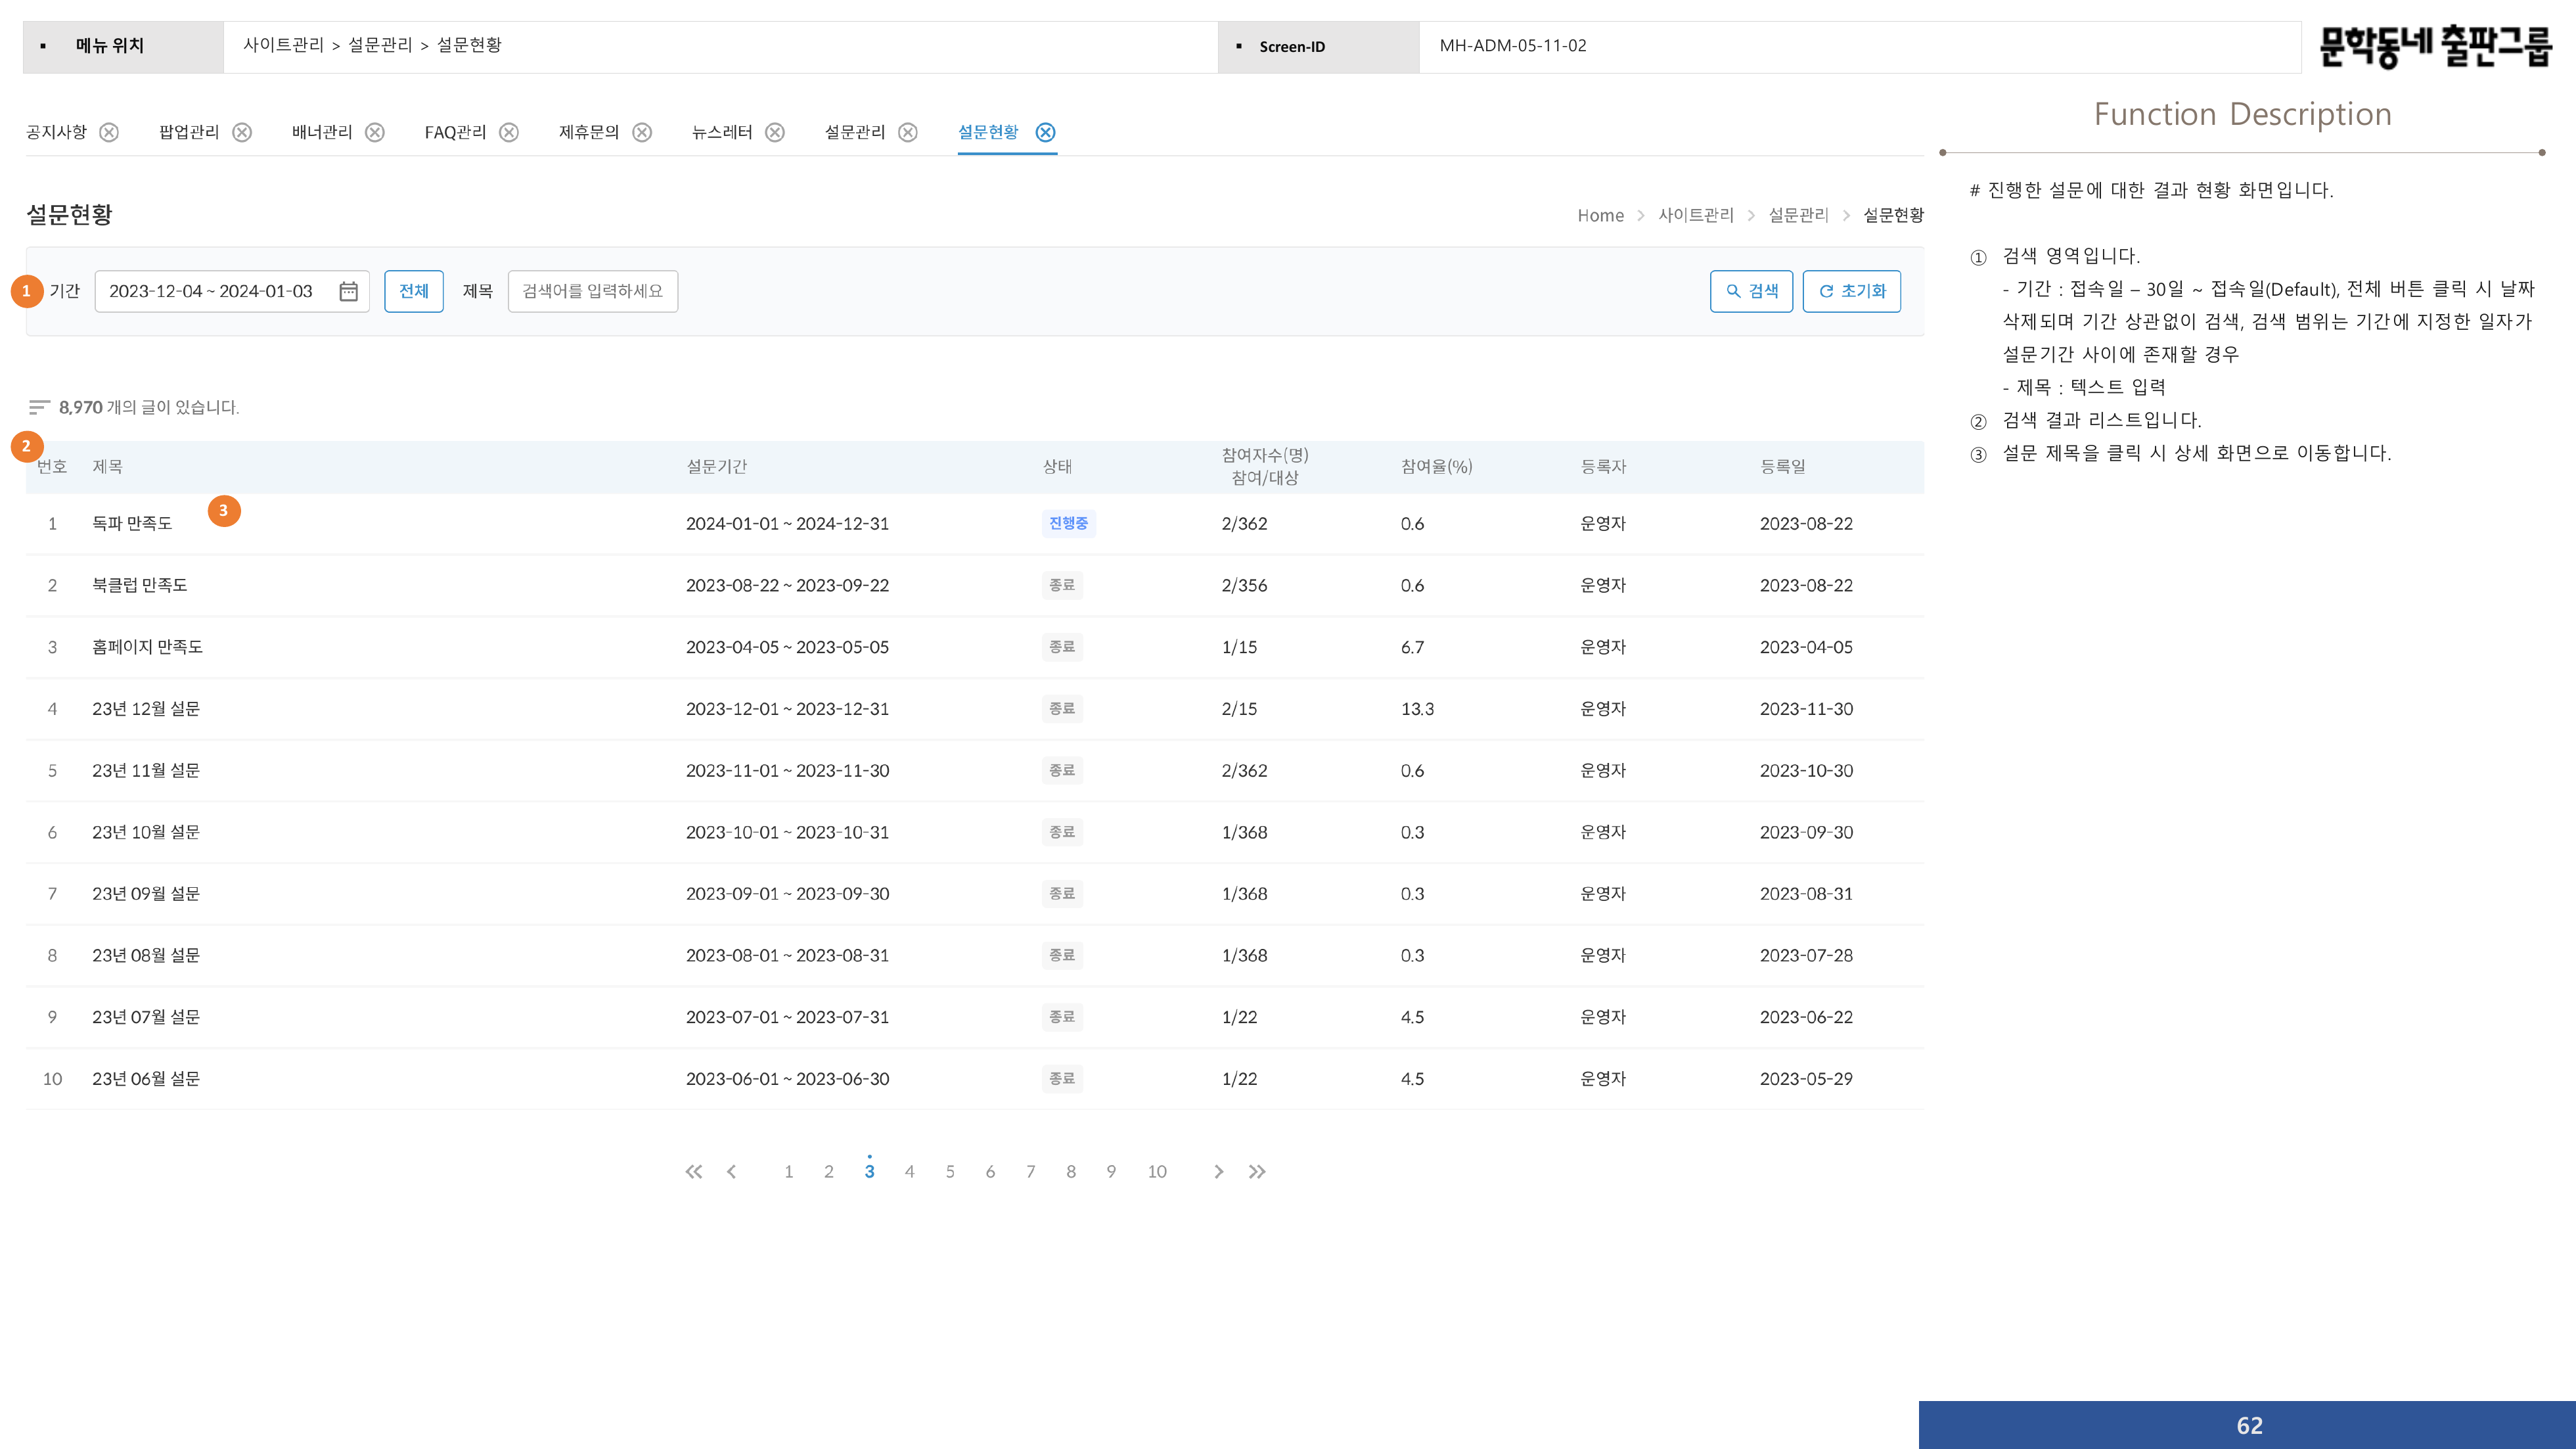 ▪ 메뉴 위치 사이트관리 > 설문관리 > 설문현황 ▪ Screen-ID MH-ADM-05-11-02 문학동네 출판그룹
공지사항 팝업관리 배너관리 FAQ관리 제휴문의 뉴스레터 설문관리 설문현황
설문현황 Home > 사이트관리 > 설문관리 > 설문현황
1 기간 2023-12-04 ~ 2024-01-03 전체 제목 검색어를 입력하세요 검색 초기화
8,970 개의 글이 있습니다.
2
번호 제목 설문기간 상태 참여자수(명) 참여율(%) 등록자 등록일
참여/대상
3
1 독파 만족도 2024-01-01 ~ 2024-12-31 진행중 2/362 0.6 운영자 2023-08-22
2 북클럽 만족도 2023-08-22 ~ 2023-09-22 종료 2/356 0.6 운영자 2023-08-22
3 홈페이지 만족도 2023-04-05 ~ 2023-05-05 종료 1/15 6.7 운영자 2023-04-05
4 23년 12월 설문 2023-12-01 ~ 2023-12-31 종료 2/15 13.3 운영자 2023-11-30
5 23년 11월 설문 2023-11-01 ~ 2023-11-30 종료 2/362 0.6 운영자 2023-10-30
6 23년 10월 설문 2023-10-01 ~ 2023-10-31 종료 1/368 0.3 운영자 2023-09-30
7 23년 09월 설문 2023-09-01 ~ 2023-09-30 종료 1/368 0.3 운영자 2023-08-31
8 23년 08월 설문 2023-08-01 ~ 2023-08-31 종료 1/368 0.3 운영자 2023-07-28
9 23년 07월 설문 2023-07-01 ~ 2023-07-31 종료 1/22 4.5 운영자 2023-06-22
10 23년 06월 설문 2023-06-01 ~ 2023-06-30 종료 1/22 4.5 운영자 2023-05-29
1 2 3 4 5 6 7 8 9 10
Function Description
# 진행한 설문에 대한 결과 현황 화면입니다.
① 검색 영역입니다.
- 기간 : 접속일 – 30일 ~ 접속일(Default), 전체 버튼 클릭 시 날짜
삭제되며 기간 상관없이 검색, 검색 범위는 기간에 지정한 일자가
설문기간 사이에 존재할 경우
- 제목 : 텍스트 입력
② 검색 결과 리스트입니다.
③ 설문 제목을 클릭 시 상세 화면으로 이동합니다.
62